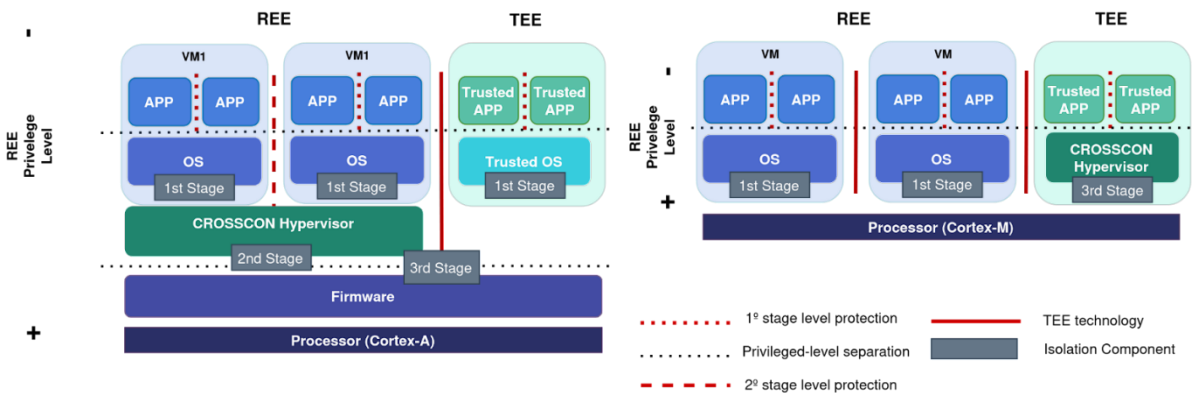 REE
TEE
-
REE
Privelege
Level
+
VM1
APP
APP
OS
1st Stage
VM1
APP
APP
OS
1st Stage
Trusted
APP
Trusted
APP
Trusted OS
1st Stage
CROSSCON Hypervisor
2nd Stage
3rd Stage
Firmware
Processor (Cortex-A)
REE
TEE
-
REE
Privilege
Level
+
VM
APP
APP
OS
1st Stage
VM
APP
APP
OS
1st Stage
Trusted
APP
Trusted
APP
CROSSCON
Hypervisor
3rd Stage
Processor (Cortex-M)
1º stage level protection
Privileged-level separation
2º stage level protection
TEE technology
Isolation Component